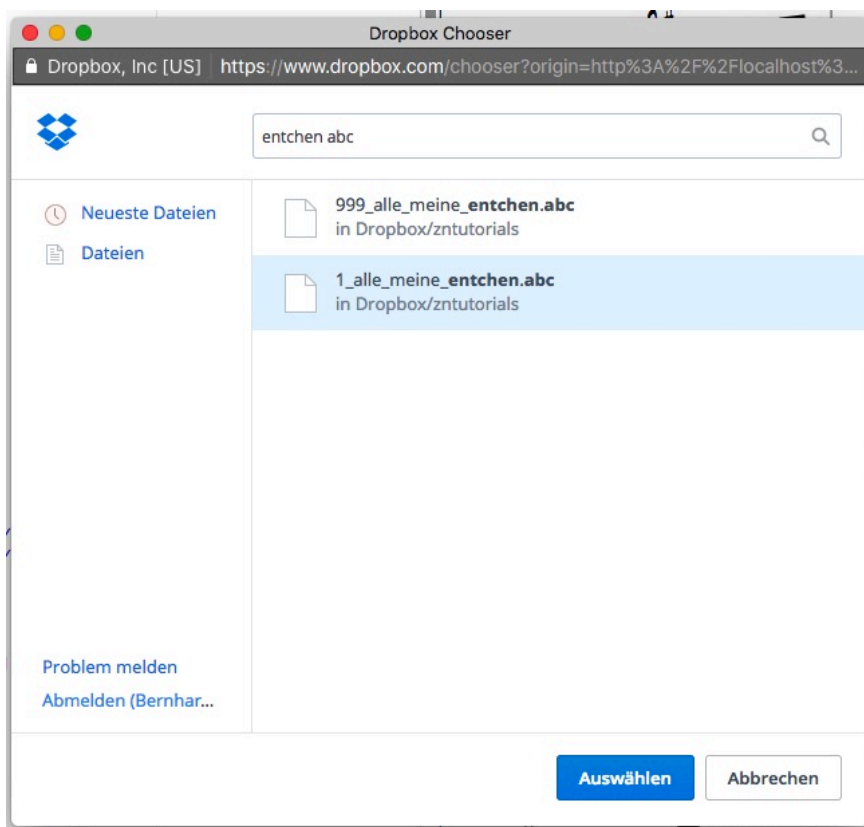 Dropbox Chooser
Dropbox, Inc [US] https://www.dropbox.com/chooser?origin=http%3A%2F%2Flocalhost%3...
entchen abc
Neueste Dateien
Dateien
999_alle_meine_entchen.abc
in Dropbox/zntutorials
1_alle_meine_entchen.abc
in Dropbox/zntutorials
Problem melden
Abmelden (Bernhar...
Auswählen
Abbrechen